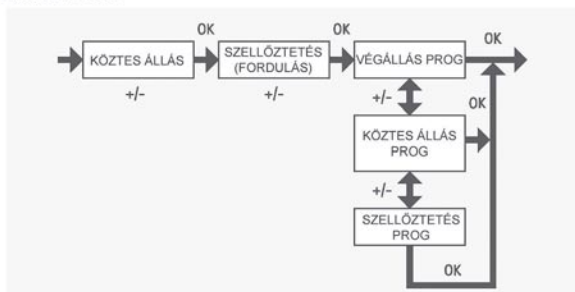 OK
OK
OK
KÖZTES ÁLLÁS
SZELLŐZTETÉS
(FORDULÁS)
VÉGÁLLÁS PROG
+/-
+/-
+/-
OK
KÖZTES ÁLLÁS
PROG
+/-
SZELLŐZTETÉS
PROG
OK